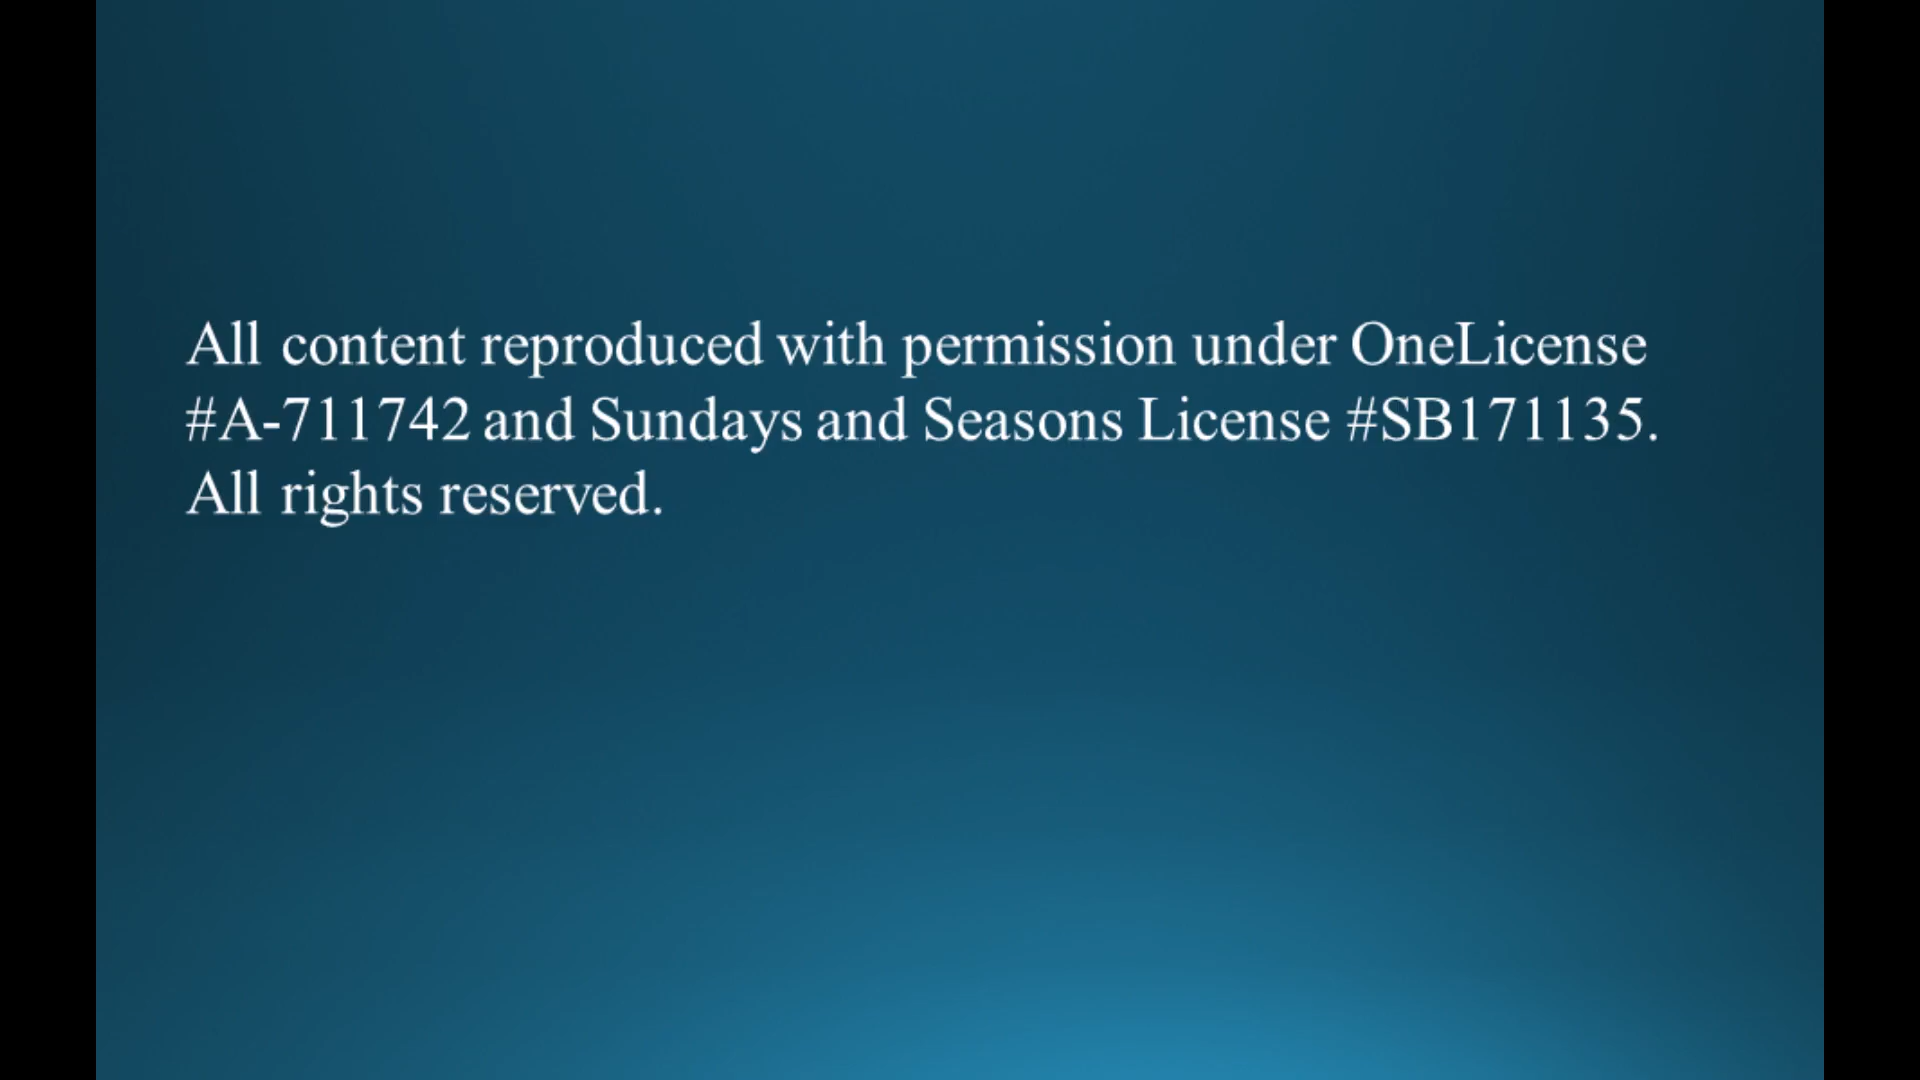 All content reproduced with permission under OneLicense
#A-711742 and Sundays and Seasons License #SB171135.
All rights reserved.